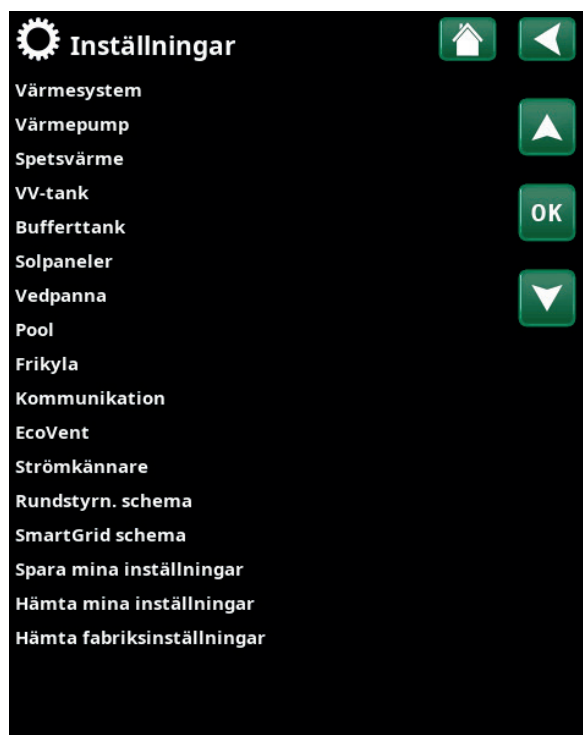 Inställningar
Värmesystem
Värmepump
Spetsvärme
VV-tank
OK
Bufferttank
Solpaneler
Vedpanna
Pool
Frikyla
Kommunikation
EcoVent
Strömkännare
Rundstyrn. schema
SmartGrid schema
Spara mina inställningar
Hämta mina inställningar
Hämta fabriksinställningar